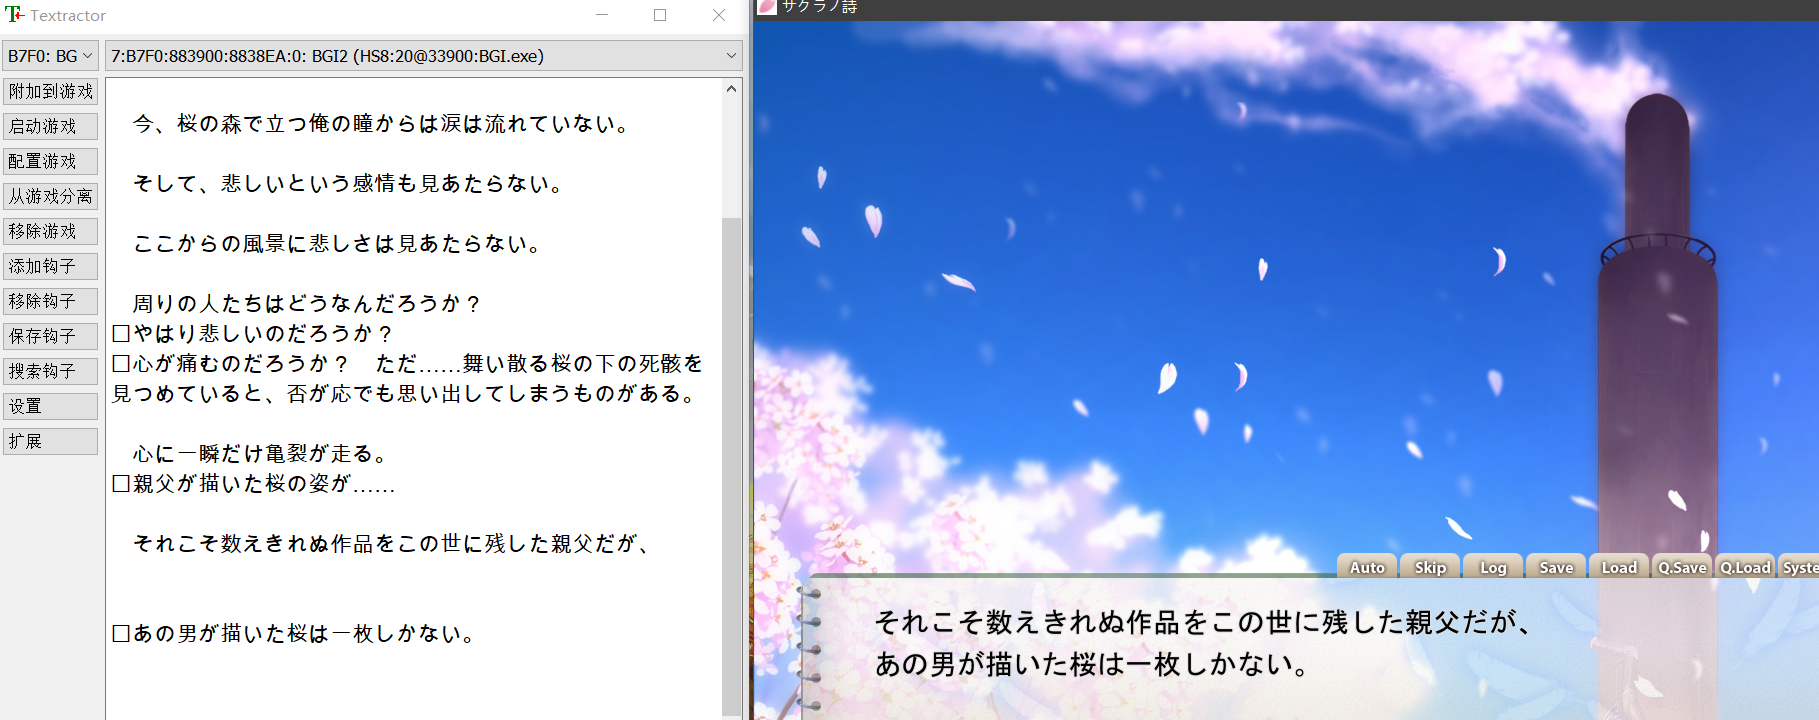 Textractor
B7F0: BG
7:B7F0:883900:8838EA:0: BGI2 (HS8:20@33900:BGI.exe)
附加到游戏
启动游戏
配置游戏
从游戏分离
移除游戏
添加钩子
移除钩子
保存钩子
搜索钩子
设置
扩展
今、桜の森で立つ俺の瞳からは涙は流れていない。
そして、悲しいという感情も見あたらない。
ここからの風景に悲しさは見あたらない。
周りの人たちはどうなんだろうか？
□やはり悲しいのだろうか？
□心が痛むのだろうか？　ただ……舞い散る桜の下の死骸を
見つめていると、否が応でも思い出してしまうものがある。
心に一瞬だけ亀裂が走る。
□親父が描いた桜の姿が……
それこそ数えきれぬ作品をこの世に残した親父だが、
□あの男が描いた桜は一枚しかない。
サクラノ詩
Auto
Skip
Log
Save
Load
Q.Save
Q.Load
Syste
それこそ数えきれぬ作品をこの世に残した親父だが、
あの男が描いた桜は一枚しかない。